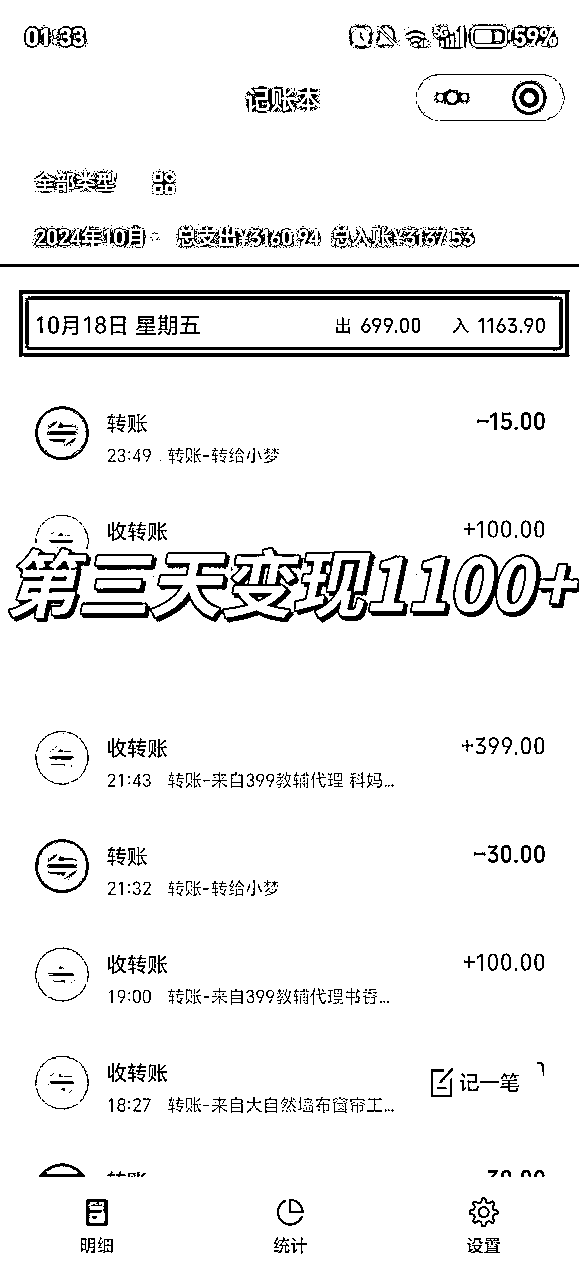 01:33 59%
记账本
全部类型
2024年10月 总支出¥3160.94 总入账¥3137.53
10月18日 星期五 出 699.00 入 1163.90
转账 -15.00
23:49 转账-转给小梦
收转账 +100.00
第三天变现1100+
收转账 +399.00
21:43 转账-来自399教辅代理 科妈...
转账 -30.00
21:32 转账-转给小梦
收转账 +100.00
19:00 转账-来自399教辅代理书香...
收转账
18:27 转账-来自大自然墙布窗帘工...
记一笔
明细 统计 设置